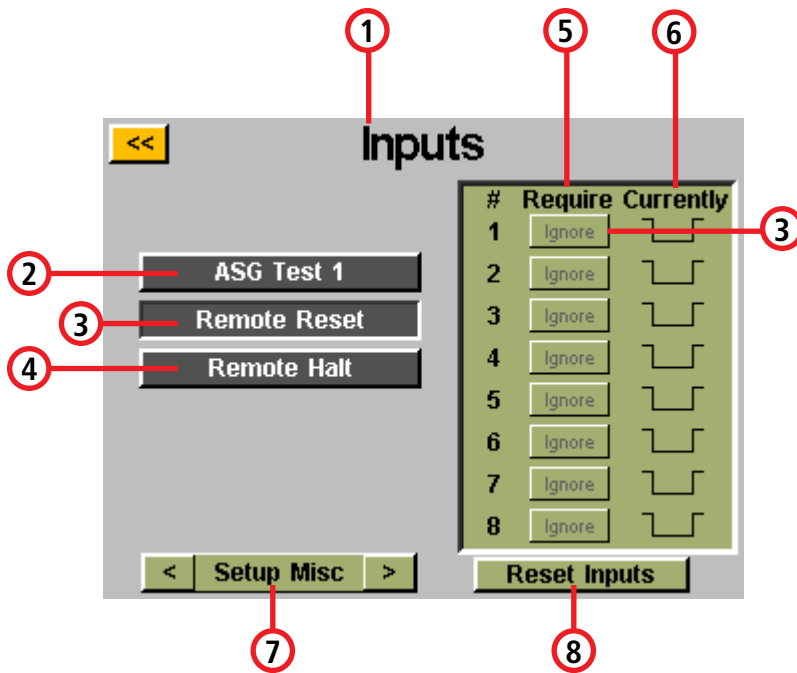 1 5 6
<< Inputs
# Require Currently
1 Ignore 3
2 ASG Test 1 2 Ignore
3 Remote Reset 3 Ignore
4 Remote Halt 4 Ignore
5 Ignore
6 Ignore
7 Ignore
8 Ignore
< Setup Misc > Reset Inputs
7 8